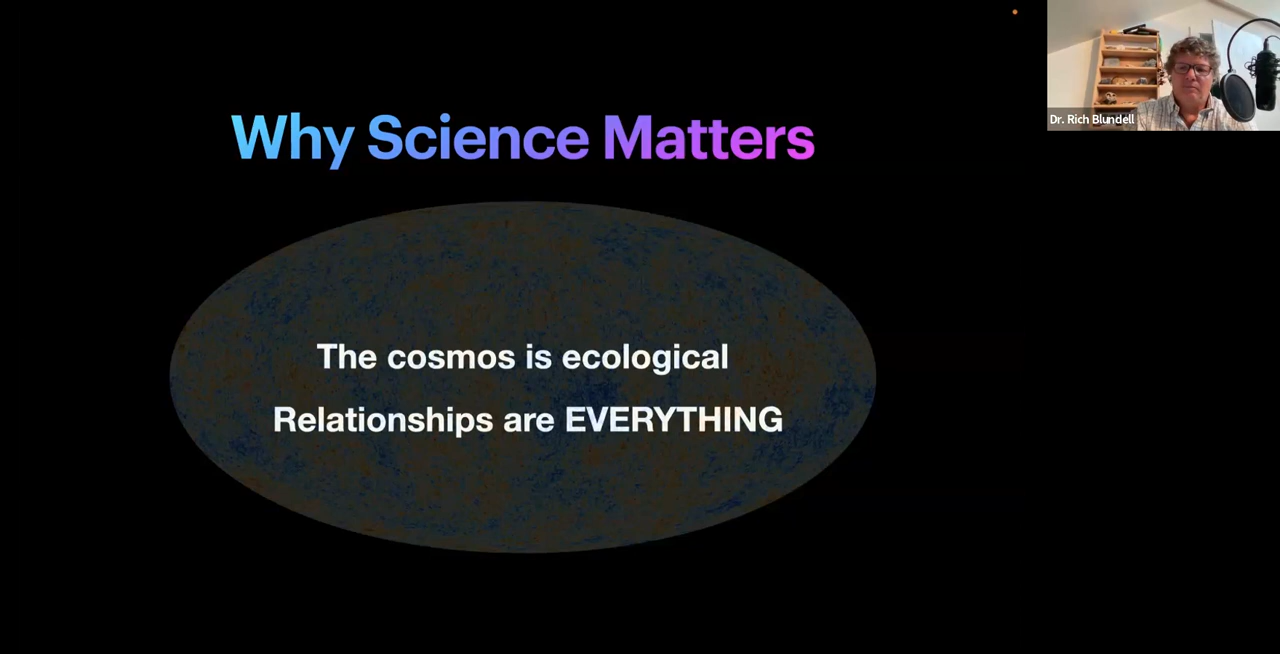 Why Science Matters
The cosmos is ecological
Relationships are EVERYTHING
Dr. Rich Blundell